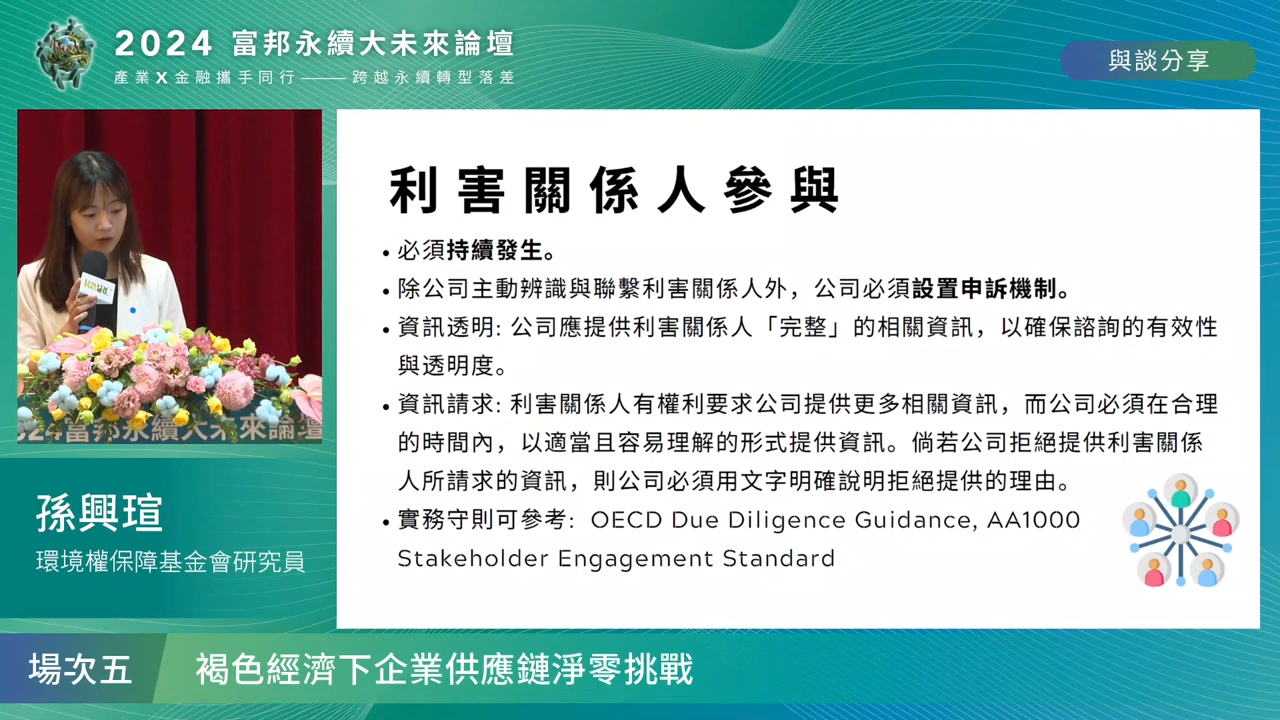 2024 富邦永續大未來論壇
產業X金融攜手同行——跨越永續轉型落差
與談分享
利害關係人參與
• 必須持續發生。
• 除公司主動辨識與聯繫利害關係人外，公司必須設置申訴機制。
• 資訊透明: 公司應提供利害關係人「完整」的相關資訊，以確保諮詢的有效性
與透明度。
• 資訊請求: 利害關係人有權利要求公司提供更多相關資訊，而公司必須在合理
的時間內，以適當且容易理解的形式提供資訊。倘若公司拒絕提供利害關係
人所請求的資訊，則公司必須用文字明確說明拒絕提供的理由。
• 實務守則可參考: OECD Due Diligence Guidance, AA1000
Stakeholder Engagement Standard
024富邦永續大未來論壇
孫興瑄
環境權保障基金會研究員
場次五
褐色經濟下企業供應鏈淨零挑戰